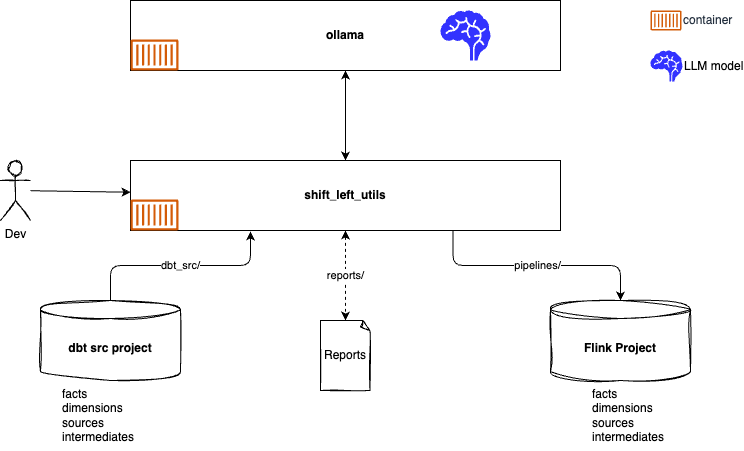 ollama
container
LLM model
shift_left_utils
Dev
dbt_src/
reports/
pipelines/
dbt src project
Reports
Flink Project
facts
dimensions
sources
intermediates
facts
dimensions
sources
intermediates